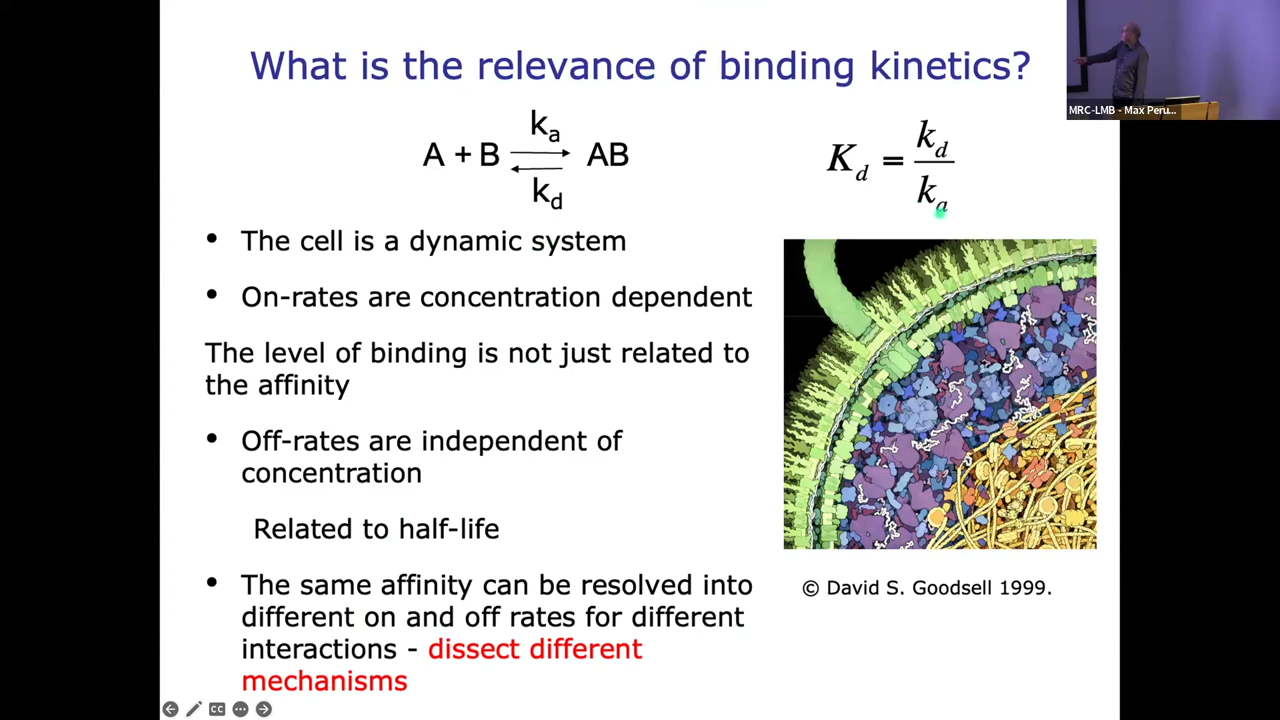 What is the relevance of binding kinetics?
MRC-LMB - Max Peru...
k_a
A + B AB
k_d
K_d = k_d / k_a
• The cell is a dynamic system
• On-rates are concentration dependent
The level of binding is not just related to
the affinity
• Off-rates are independent of
concentration
Related to half-life
• The same affinity can be resolved into
different on and off rates for different
interactions - dissect different
mechanisms
© David S. Goodsell 1999.
CC